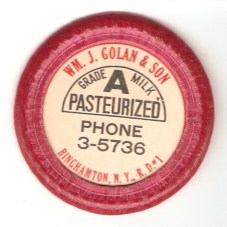 WM. J. GOLAN & SON
GRADE A MILK
PASTEURIZED
PHONE
3-5736
BINGHAMTON, N. Y., R. D. #1